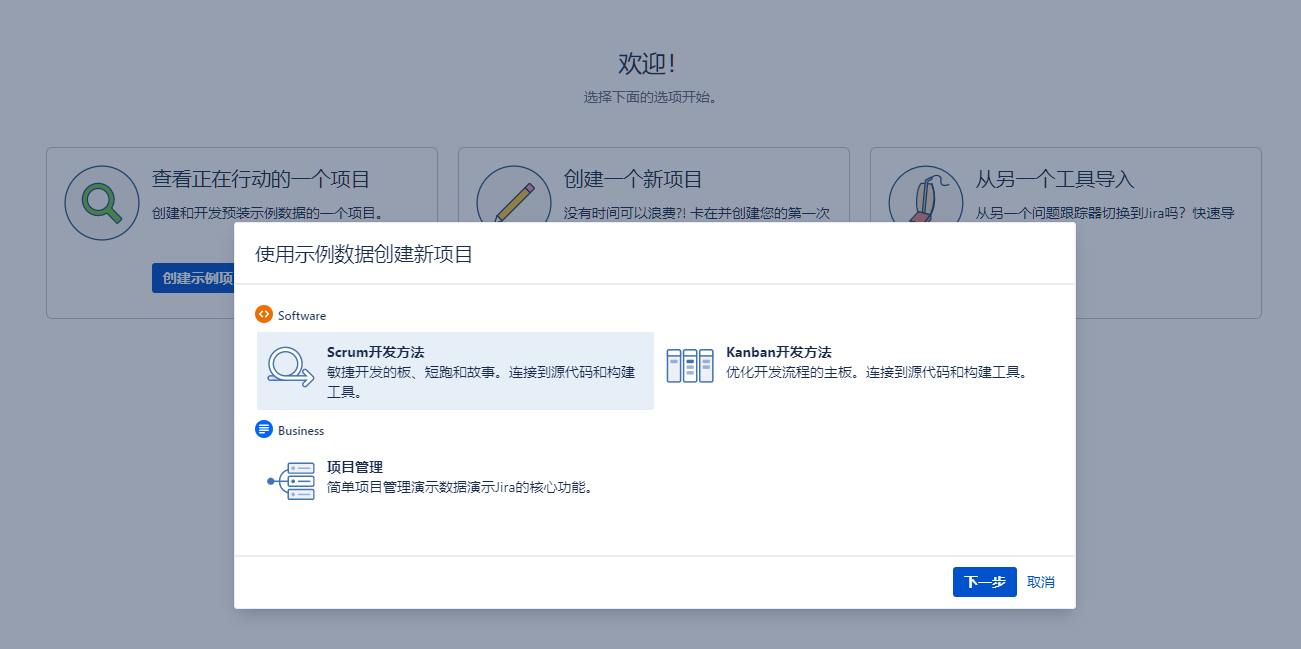 欢迎!
选择下面的选项开始。
查看正在行动的一个项目
创建和开发预装示例数据的一个项目。
创建示例项
创建一个新项目
没有时间可以浪费?! 卡在并创建您的第一次
从另一个工具导入
从另一个问题跟踪器切换到Jira吗？快速导
使用示例数据创建新项目
Software
Scrum开发方法
敏捷开发的板、短跑和故事。连接到源代码和构建
工具。
Kanban开发方法
优化开发流程的主板。连接到源代码和构建工具。
Business
项目管理
简单项目管理演示数据演示Jira的核心功能。
下一步
取消